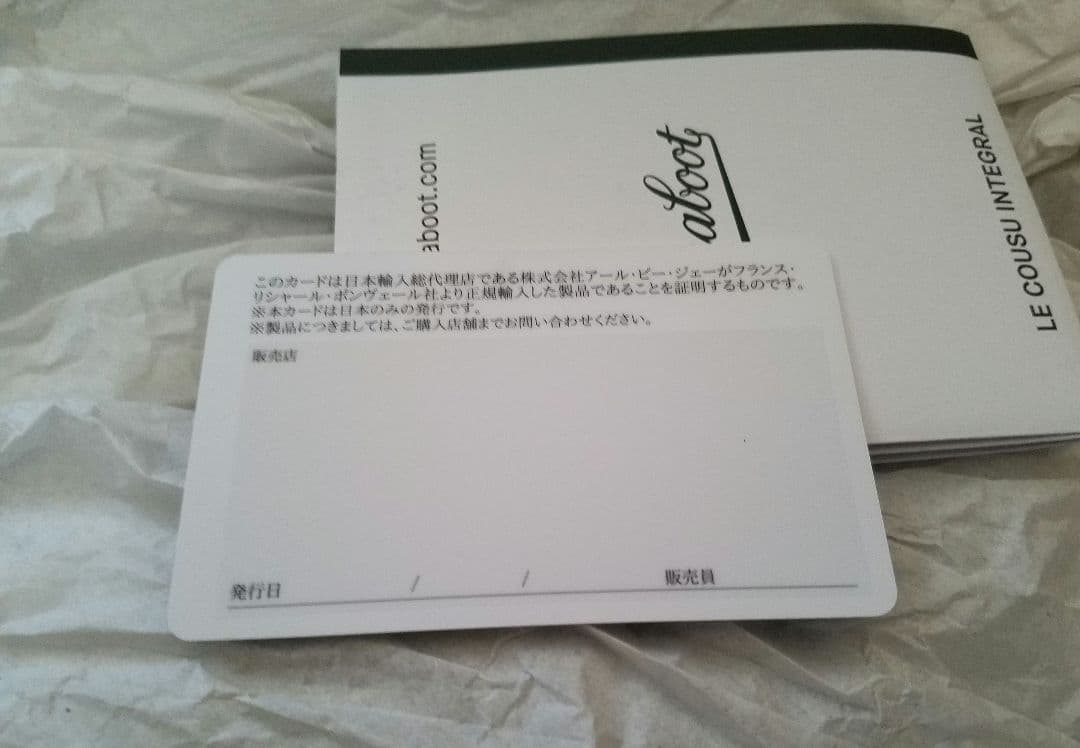 aboot.com
aboot
LE COUSU INTEGRAL
このカードは日本輸入総代理店である株式会社アール・ピー・ジェーがフランス・
リシャール・ポンヴェール社より正規輸入した製品であることを証明するものです。
※本カードは日本のみの発行です。
※製品につきましては、ご購入店舗までお問い合わせください。
販売店
発行日 / / 販売員